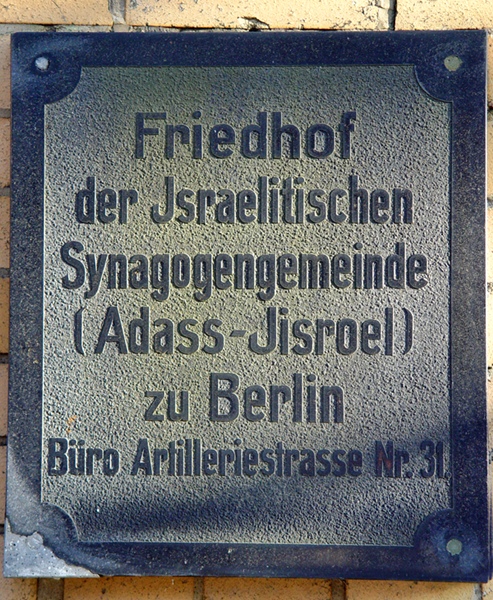 Friedhof
der Jsraelitischen
Synagogengemeinde
(Adass-Jisroel)
zu Berlin
Büro Artilleriestrasse Nr. 31